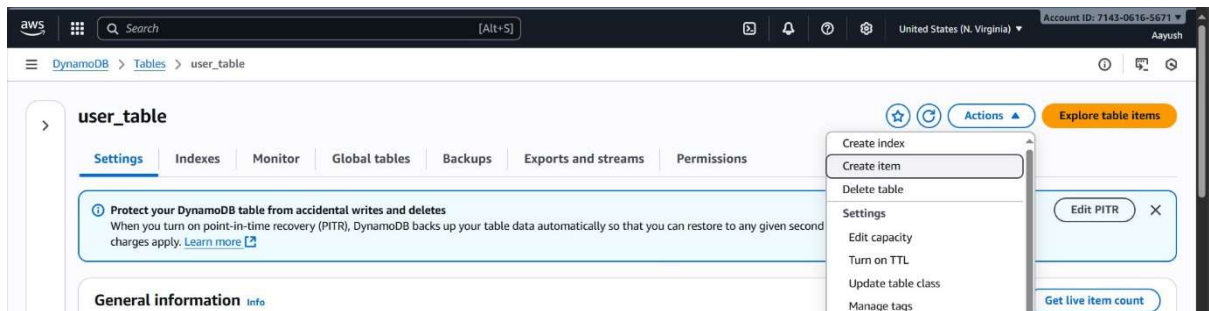 aws
Search [Alt+S]
United States (N. Virginia) ▼
Account ID: 7143-0616-5671 ▼
Aayush
DynamoDB > Tables > user_table
user_table
Actions ▲
Explore table items
Settings Indexes Monitor Global tables Backups Exports and streams Permissions
Create index
Create item
Delete table
Settings
Edit capacity
Turn on TTL
Update table class
Manage tags
Protect your DynamoDB table from accidental writes and deletes
When you turn on point-in-time recovery (PITR), DynamoDB backs up your table data automatically so that you can restore to any given second
charges apply. Learn more
Edit PITR
General information Info
Get live item count